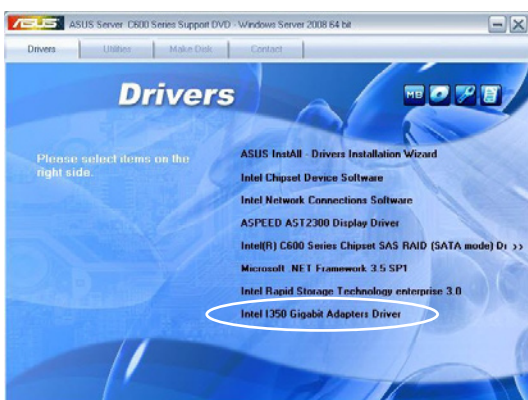 ASUS ASUS Server C600 Series Support DVD - Windows Server 2008 64 bit
Drivers Utilities Make Disk Contact
Drivers
MB
Please select items on the
right side.
ASUS InstAll - Drivers Installation Wizard
Intel Chipset Device Software
Intel Network Connections Software
ASPEED AST2300 Display Driver
Intel(R) C600 Series Chipset SAS RAID (SATA mode) Dr >>
Microsoft .NET Framework 3.5 SP1
Intel Rapid Storage Technology enterprise 3.0
Intel I350 Gigabit Adapters Driver